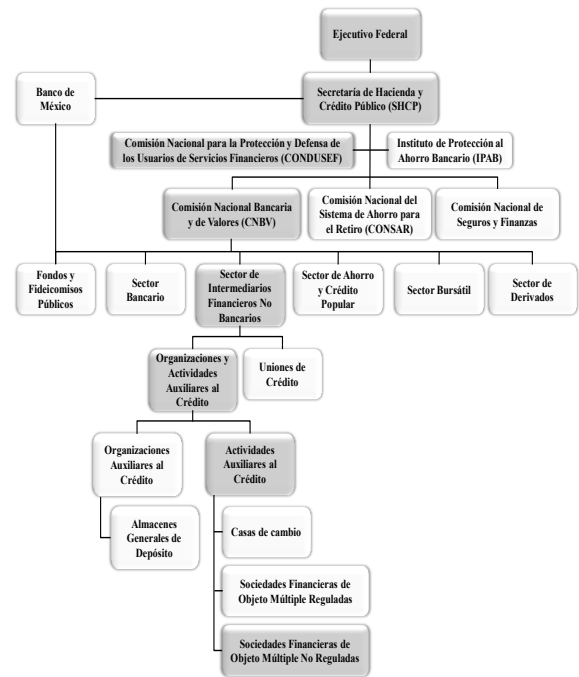 Ejecutivo Federal
Banco de
México
Secretaría de Hacienda y
Crédito Público (SHCP)
Comisión Nacional para la Protección y Defensa de
los Usuarios de Servicios Financieros (CONDUSEF)
Instituto de Protección al
Ahorro Bancario (IPAB)
Comisión Nacional Bancaria
y de Valores (CNBV)
Comisión Nacional del
Sistema de Ahorro para
el Retiro (CONSAR)
Comisión Nacional de
Seguros y Finanzas
Fondos y
Fideicomisos
Públicos
Sector
Bancario
Sector de
Intermediarios
Financieros No
Bancarios
Sector de Ahorro
y Crédito
Popular
Sector Bursátil
Sector de
Derivados
Organizaciones y
Actividades
Auxiliares al
Crédito
Uniones de
Crédito
Organizaciones
Auxiliares al
Crédito
Actividades
Auxiliares al
Crédito
Almacenes
Generales de
Depósito
Casas de cambio
Sociedades Financieras de
Objeto Múltiple Reguladas
Sociedades Financieras de
Objeto Múltiple No Reguladas